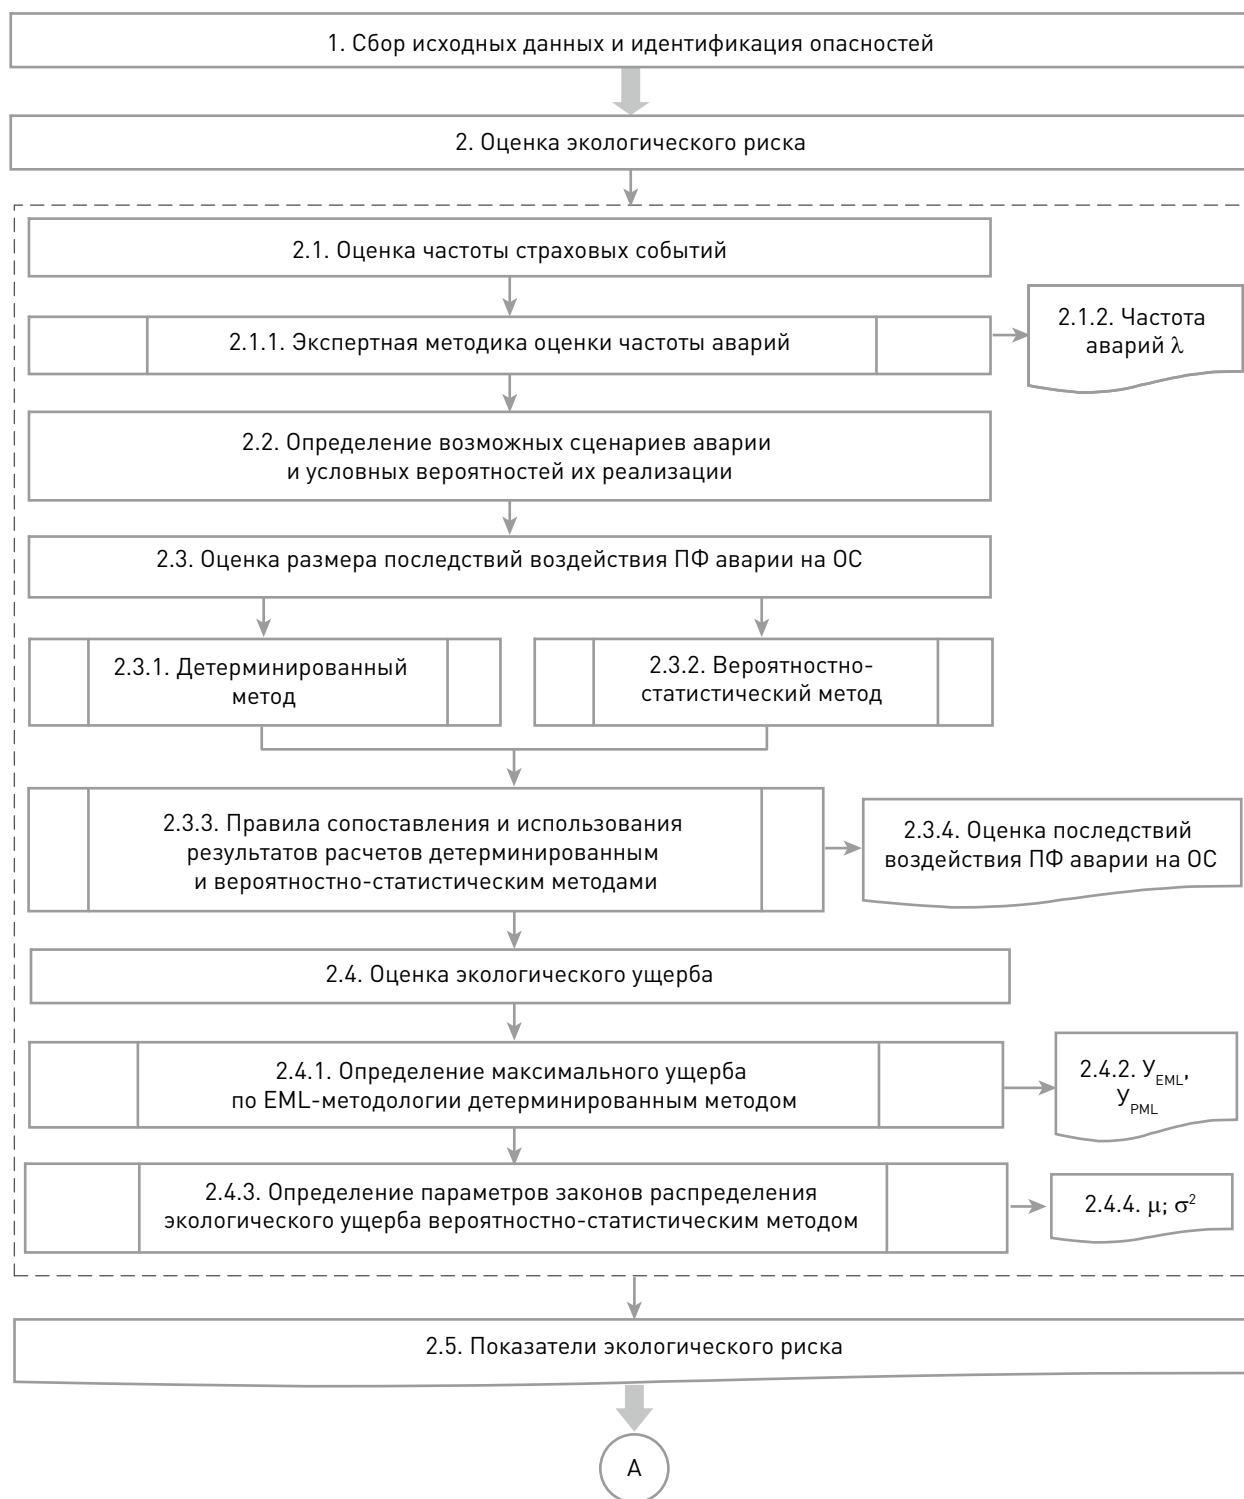 1. Сбор исходных данных и идентификация опасностей
2. Оценка экологического риска
2.1. Оценка частоты страховых событий
2.1.1. Экспертная методика оценки частоты аварий
2.1.2. Частота
аварий λ
2.2. Определение возможных сценариев аварии
и условных вероятностей их реализации
2.3. Оценка размера последствий воздействия ПФ аварии на ОС
2.3.1. Детерминированный
метод
2.3.2. Вероятностно-
статистический метод
2.3.3. Правила сопоставления и использования
результатов расчетов детерминированным
и вероятностно-статистическим методами
2.3.4. Оценка последствий
воздействия ПФ аварии на ОС
2.4. Оценка экологического ущерба
2.4.1. Определение максимального ущерба
по EML-методологии детерминированным методом
2.4.2. У_EML,
У_PML
2.4.3. Определение параметров законов распределения
экологического ущерба вероятностно-статистическим методом
2.4.4. μ; σ²
2.5. Показатели экологического риска
А